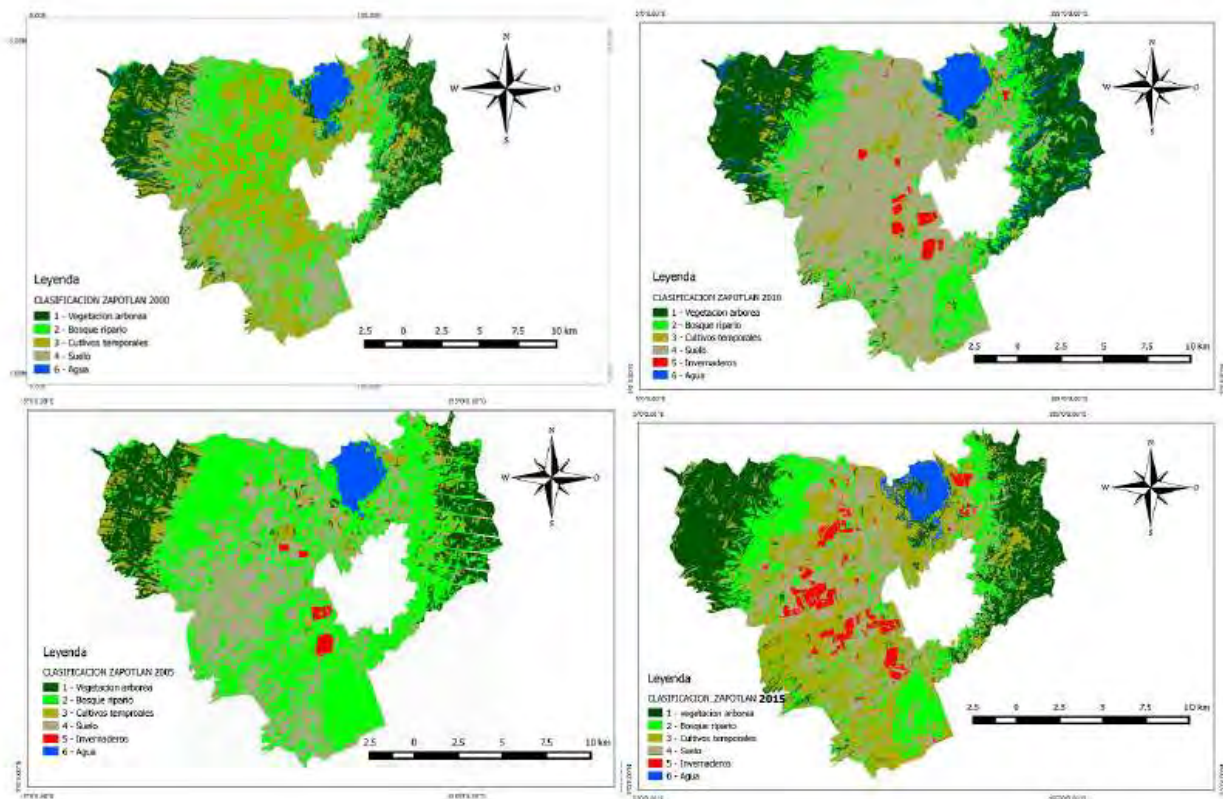 N
W
O
S
Leyenda
CLASIFICACION ZAPOTLAN 2000
1 - Vegetación arborea
2 - Bosque ripario
3 - Cultivos temporales
4 - Suelo
6 - Agua
2.5 0 2.5 5 7.5 10 km
N
W
O
S
Leyenda
CLASIFICACION ZAPOTLAN 2010
1 - Vegetación arborea
2 - Bosque ripario
3 - Cultivos temporales
4 - Suelo
5 - Invernaderos
6 - Agua
2.5 0 2.5 5 7.5 10 km
N
W
O
S
Leyenda
CLASIFICACION ZAPOTLAN 2005
1 - Vegetacion arborea
2 - Bosque ripario
3 - Cultivos temproales
4 - Suelo
5 - Invernaderos
6 - Agua
2.5 0 2.5 5 7.5 10 km
N
W
O
S
Leyenda
CLASIFICACION_ZAPOTLAN 2015
1 - vegetacion arborea
2 - Bosque ripario
3 - Cultivos temporales
4 - Suelo
5 - Invernaderos
6 - Agua
2.5 0 2.5 5 7.5 10 km